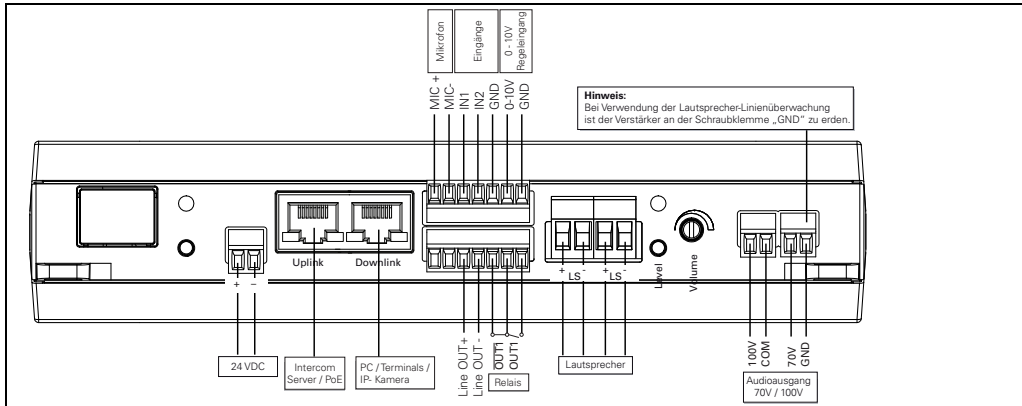 Mikrofon
Eingänge
0 - 10V
Regeleingang
MIC +
MIC-
IN1
IN2
GND
0-10V
GND
Hinweis:
Bei Verwendung der Lautsprecher-Linienüberwachung
ist der Verstärker an der Schraubklemme „GND“ zu erden.
Uplink
Downlink
+ –
+ LS - + LS -
Level
Volume
Line OUT+
Line OUT -
OUT1
OUT1
100V
COM
70V
GND
24 VDC
Intercom
Server / PoE
PC / Terminals /
IP- Kamera
Relais
Lautsprecher
Audioausgang
70V / 100V